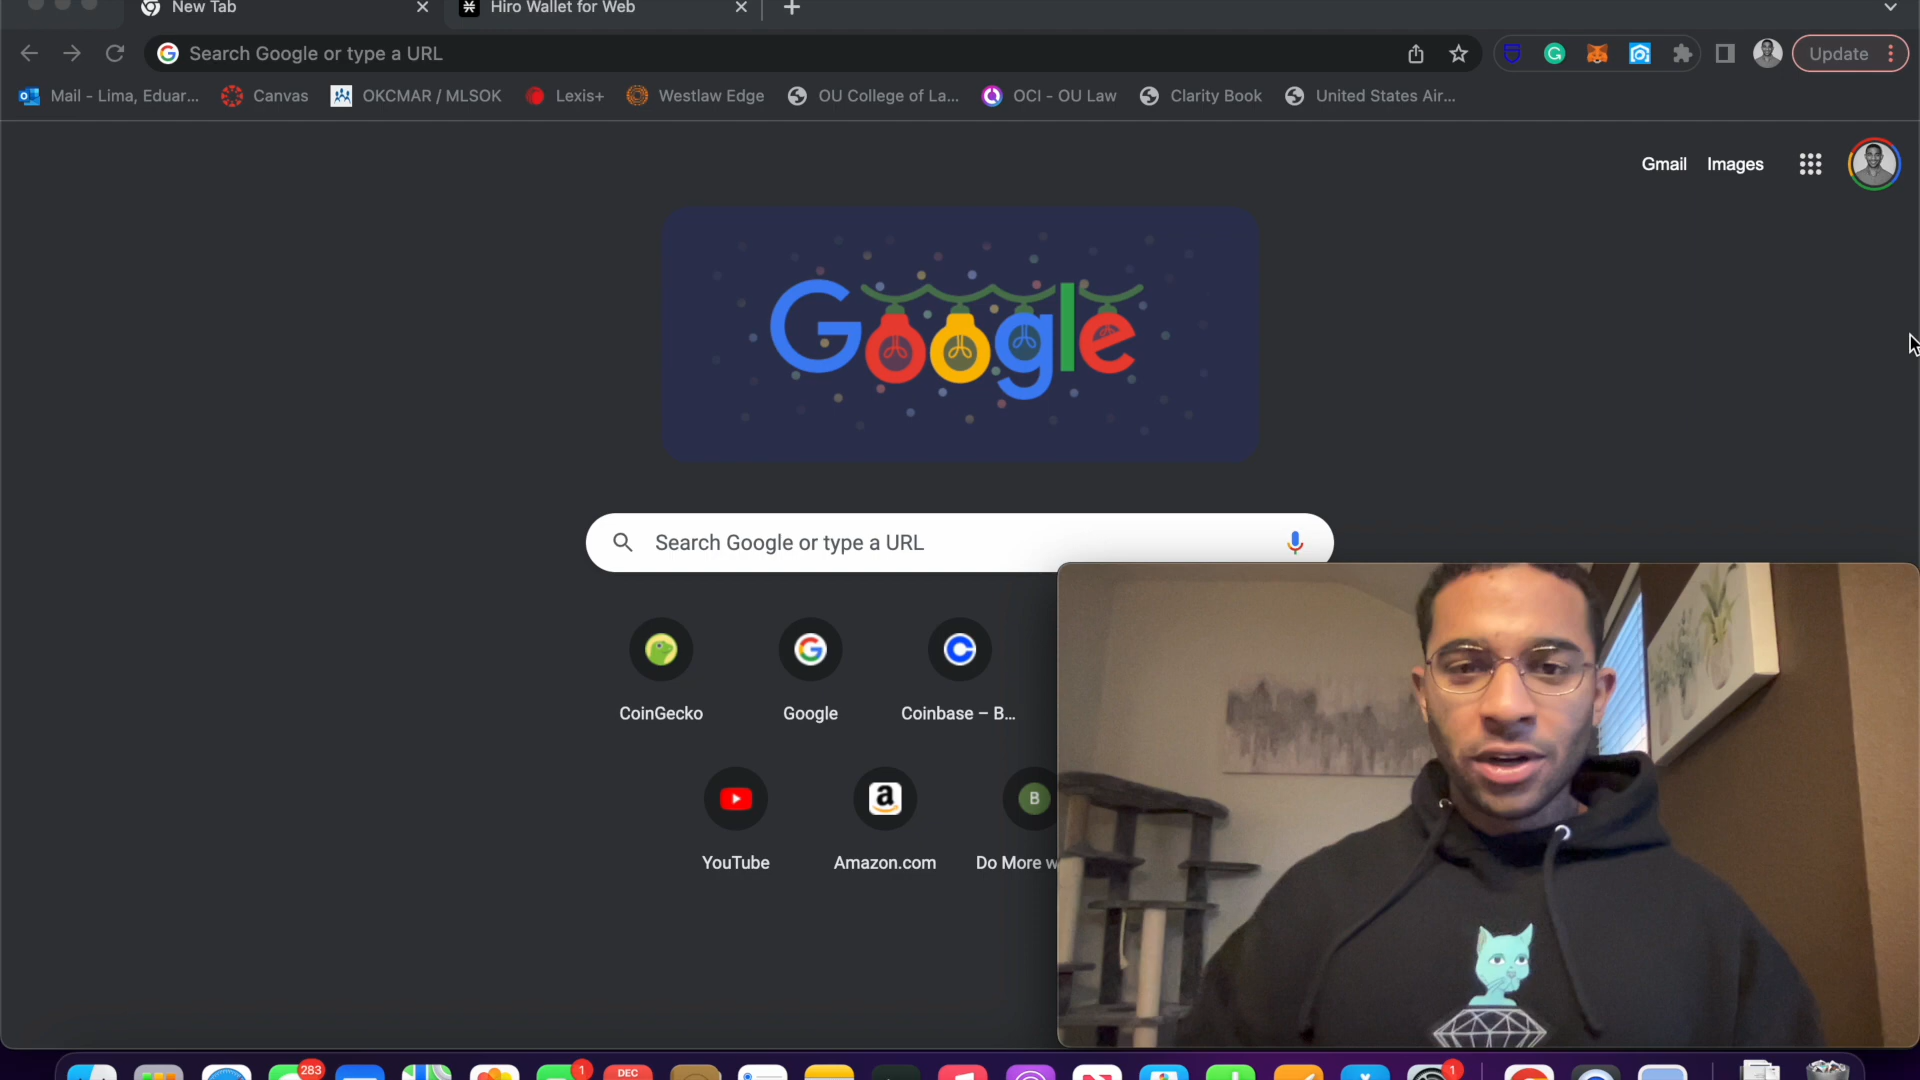 New Tab
Hiro Wallet for Web
Search Google or type a URL
Update
Mail - Lima, Eduar...
Canvas
OKCMAR / MLSOK
Lexis+
Westlaw Edge
OU College of La...
OCI - OU Law
Clarity Book
United States Air...
Gmail
Images
Google
Search Google or type a URL
CoinGecko
Google
Coinbase – B...
YouTube
a
Amazon.com
B
Do More w
283
1
DEC
1